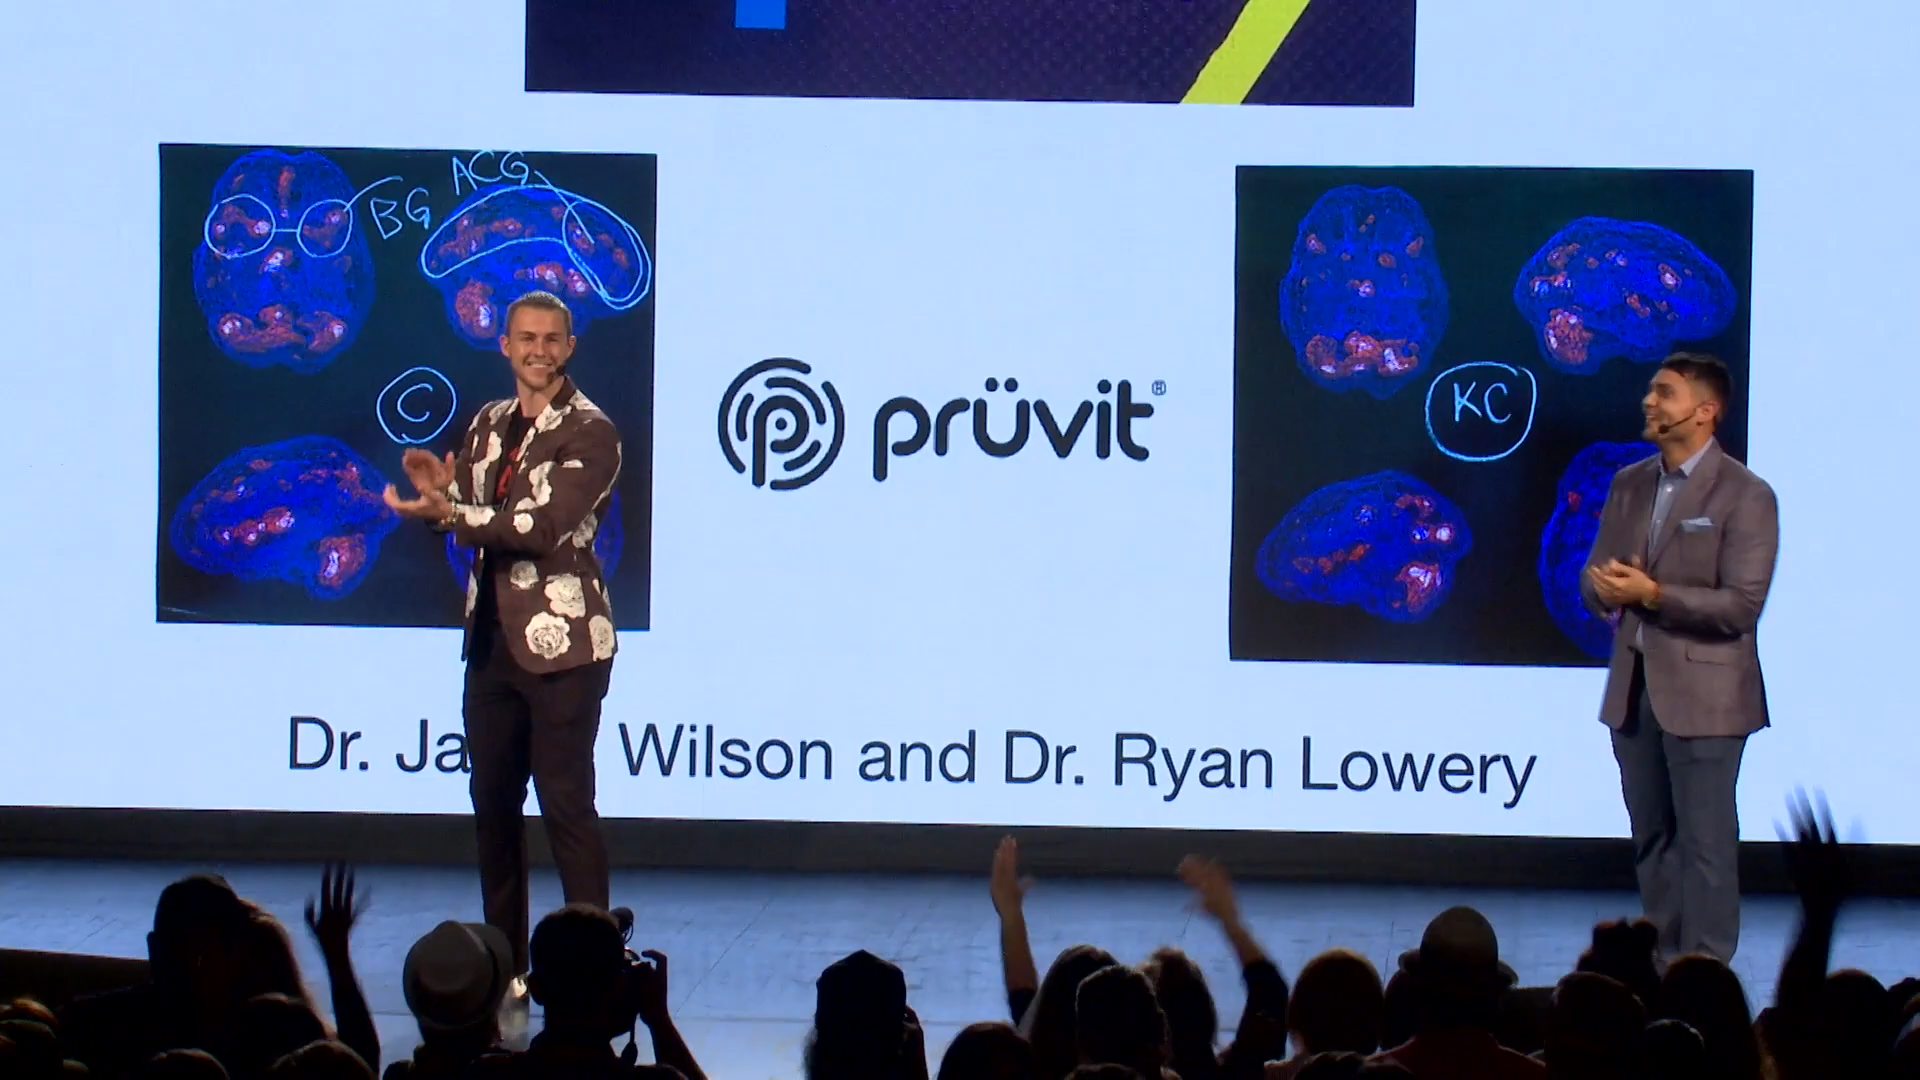 ACG
BG
C
prüvit®
KC
Dr. Ja Wilson and Dr. Ryan Lowery